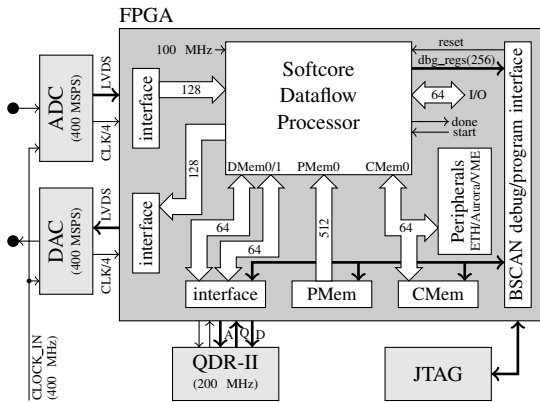 FPGA
ADC
(400 MSPS)
LVDS
CLK/4
interface
128
100 MHz
Softcore
Dataflow
Processor
DMem0/1
PMem0
CMem0
reset
dbg_regs(256)
64
I/O
done
start
BSCAN debug/program interface
Peripherals
ETH/Aurora/VME
DAC
(400 MSPS)
LVDS
CLK/4
interface
128
64
64
512
64
interface
PMem
CMem
CLOCK_IN
(400 MHz)
A
Q
D
QDR-II
(200 MHz)
JTAG